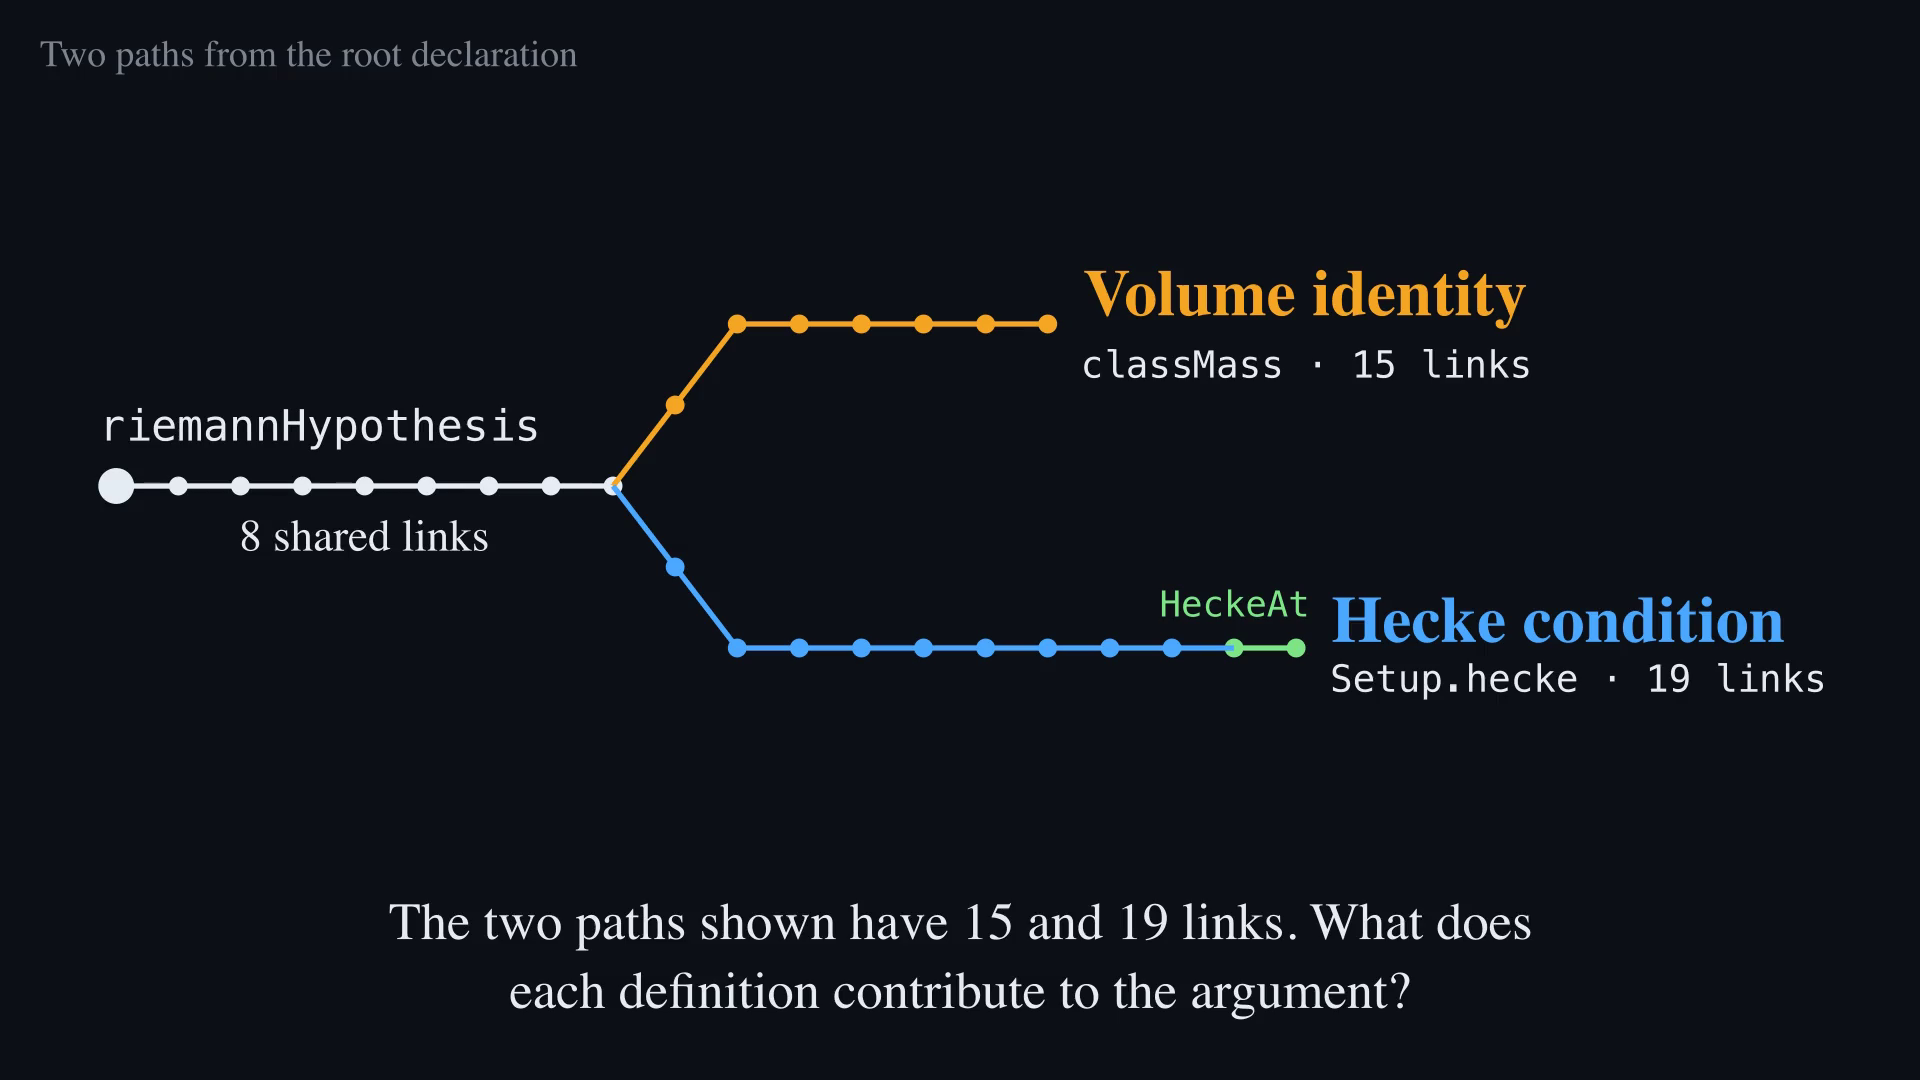 Two paths from the root declaration
Volume identity
classMass · 15 links
riemannHypothesis
8 shared links
HeckeAt
Hecke condition
Setup.hecke · 19 links
The two paths shown have 15 and 19 links. What does
each definition contribute to the argument?